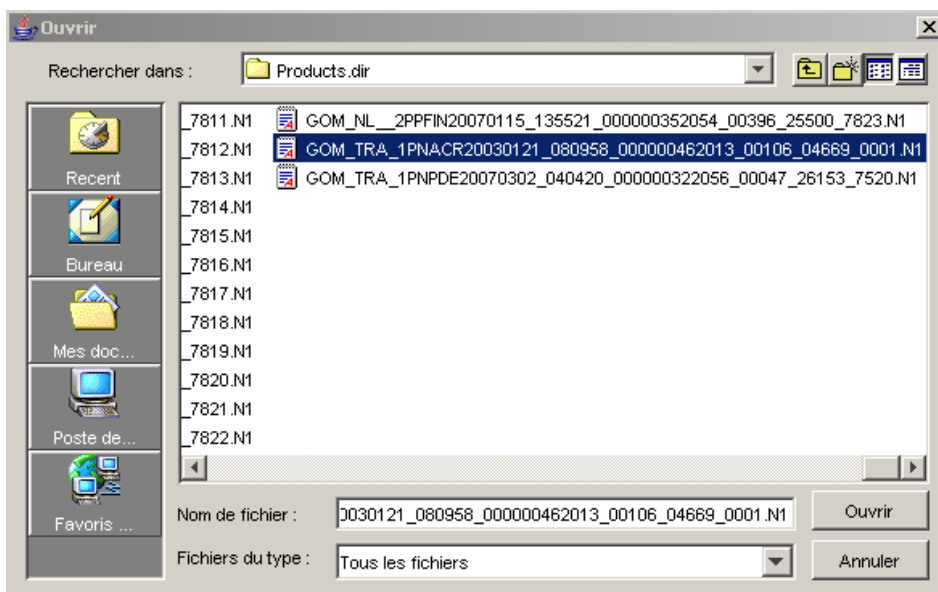 Ouvrir
Rechercher dans :
Products.dir
Recent
Bureau
Mes doc...
Poste de...
Favoris ...
_7811.N1
_7812.N1
_7813.N1
_7814.N1
_7815.N1
_7816.N1
_7817.N1
_7818.N1
_7819.N1
_7820.N1
_7821.N1
_7822.N1
GOM_NL__2PPFIN20070115_135521_000000352054_00396_25500_7823.N1
GOM_TRA_1PNACR20030121_080958_000000462013_00106_04669_0001.N1
GOM_TRA_1PNPDE20070302_040420_000000322056_00047_26153_7520.N1
Nom de fichier :
0030121_080958_000000462013_00106_04669_0001.N1
Ouvrir
Fichiers du type :
Tous les fichiers
Annuler